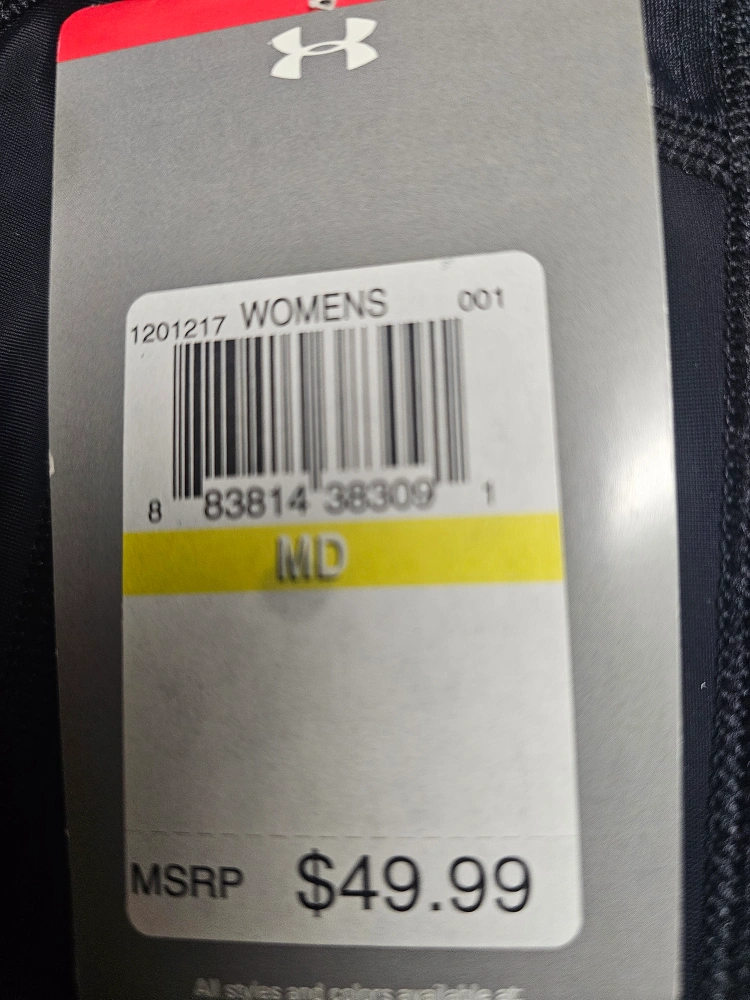 1201217 WOMENS 001
8 83814 38309 1
MD
MSRP $49.99
All styles and colors available at: